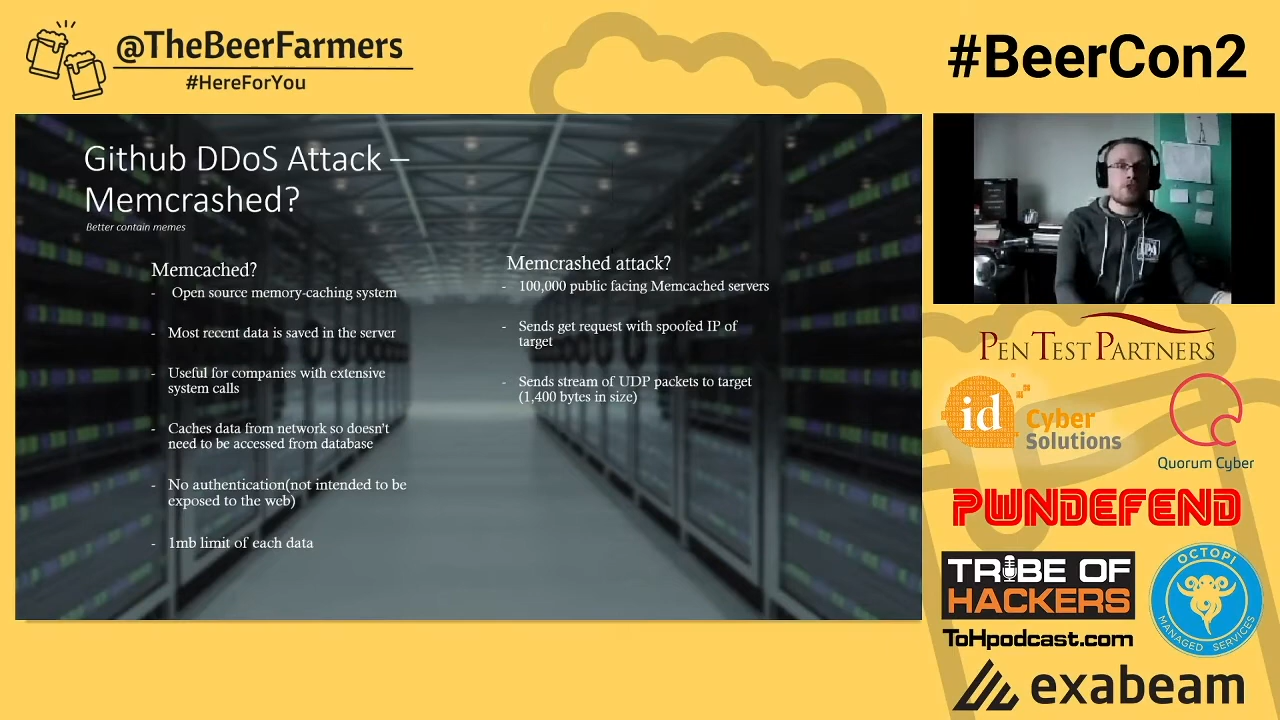 @TheBeerFarmers
#HereForYou
#BeerCon2
Github DDoS Attack –
Memcrashed?
Better contain memes
Memcached?
- Open source memory-caching system
- Most recent data is saved in the server
- Useful for companies with extensive
system calls
- Caches data from network so doesn't
need to be accessed from database
- No authentication(not intended to be
exposed to the web)
- 1mb limit of each data
Memcrashed attack?
- 100,000 public facing Memcached servers
- Sends get request with spoofed IP of
target
- Sends stream of UDP packets to target
(1,400 bytes in size)
IPA
PEN TEST PARTNERS
id Cyber
Solutions
Quorum Cyber
PWNDEFEND
TRIBE OF
HACKERS
ToHpodcast.com
OCTOPI
MANAGED SERVICES
exabeam